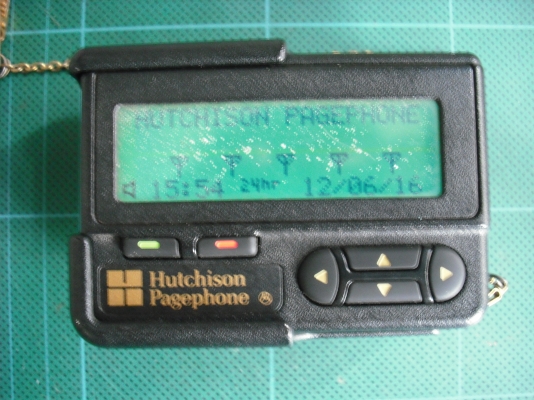 HUTCHISON PAGEPHONE
15:54 24hr 12/06/16
Hutchison
Pagephone ®